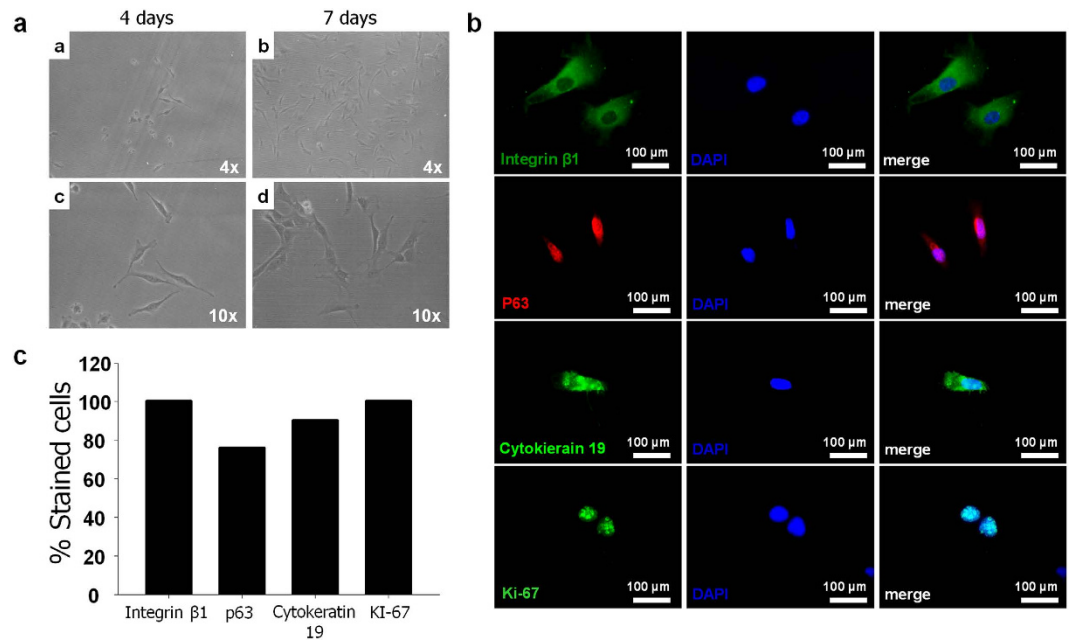 a
4 days
7 days
a
4x
b
4x
c
10x
d
10x
b
Integrin β1
100 µm
DAPI
100 µm
merge
100 µm
P63
100 µm
DAPI
100 µm
merge
100 µm
Cytokierain 19
100 µm
DAPI
100 µm
merge
100 µm
Ki-67
100 µm
DAPI
100 µm
merge
100 µm
c
% Stained cells
120
100
80
60
40
20
0
Integrin β1
p63
Cytokeratin
19
KI-67